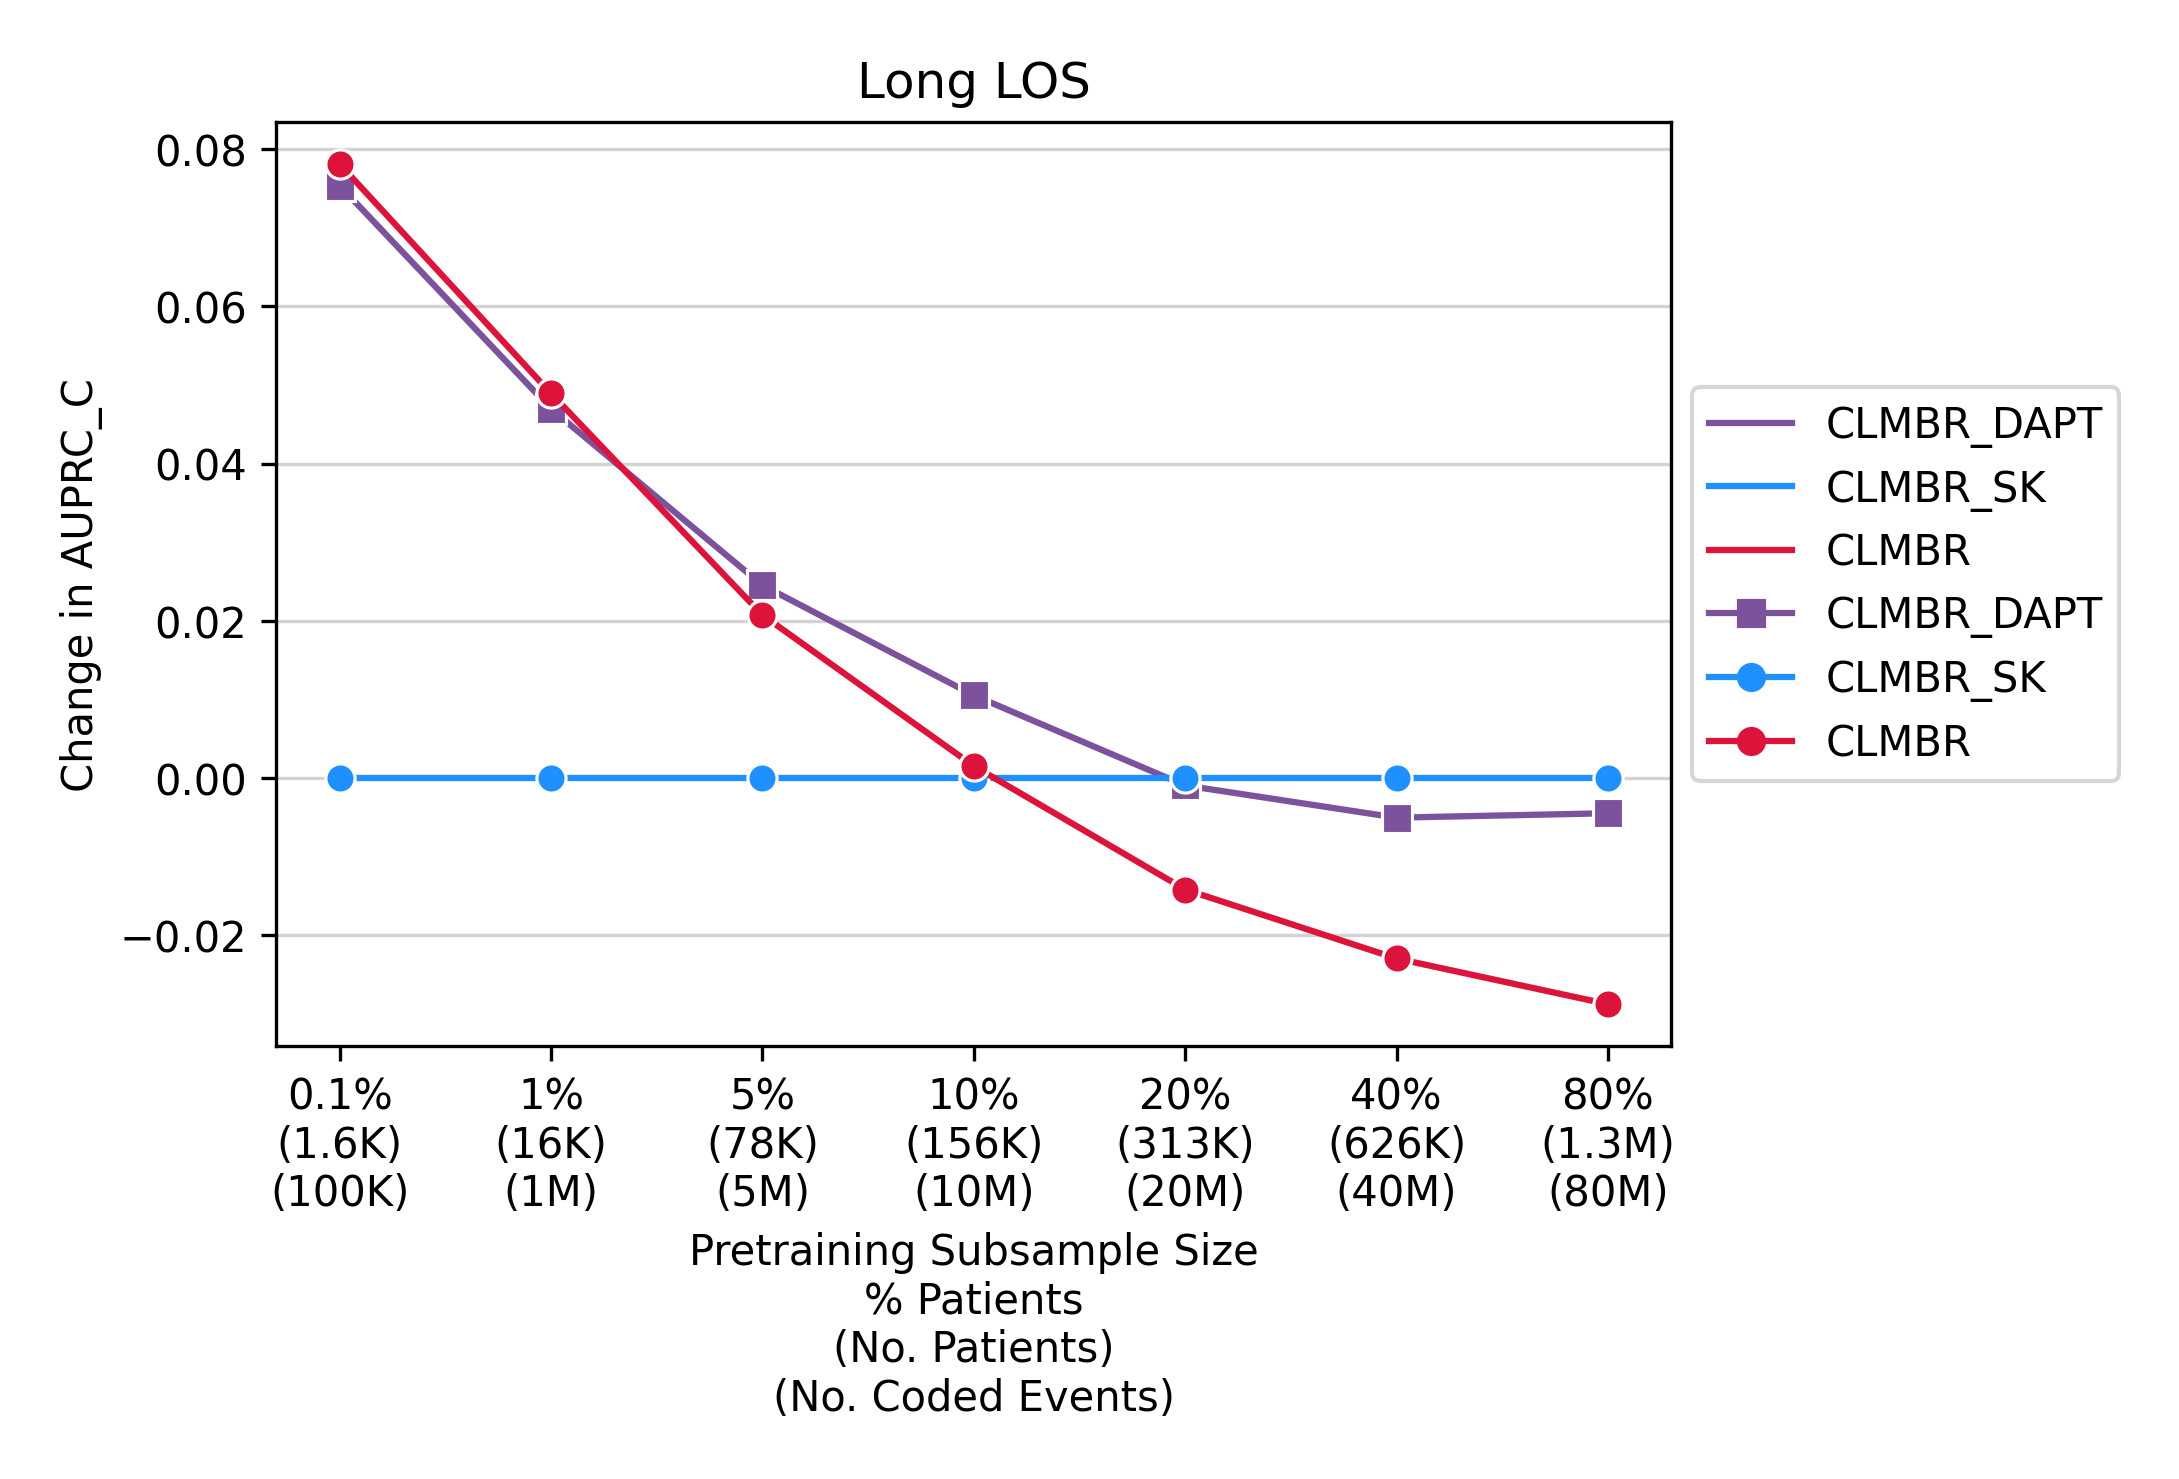 Long LOS
Change in AUPRC_C
0.08
0.06
0.04
0.02
0.00
−0.02
0.1% 1% 5% 10% 20% 40% 80%
(1.6K) (16K) (78K) (156K) (313K) (626K) (1.3M)
(100K) (1M) (5M) (10M) (20M) (40M) (80M)
Pretraining Subsample Size
% Patients
(No. Patients)
(No. Coded Events)
CLMBR_DAPT
CLMBR_SK
CLMBR
CLMBR_DAPT
CLMBR_SK
CLMBR